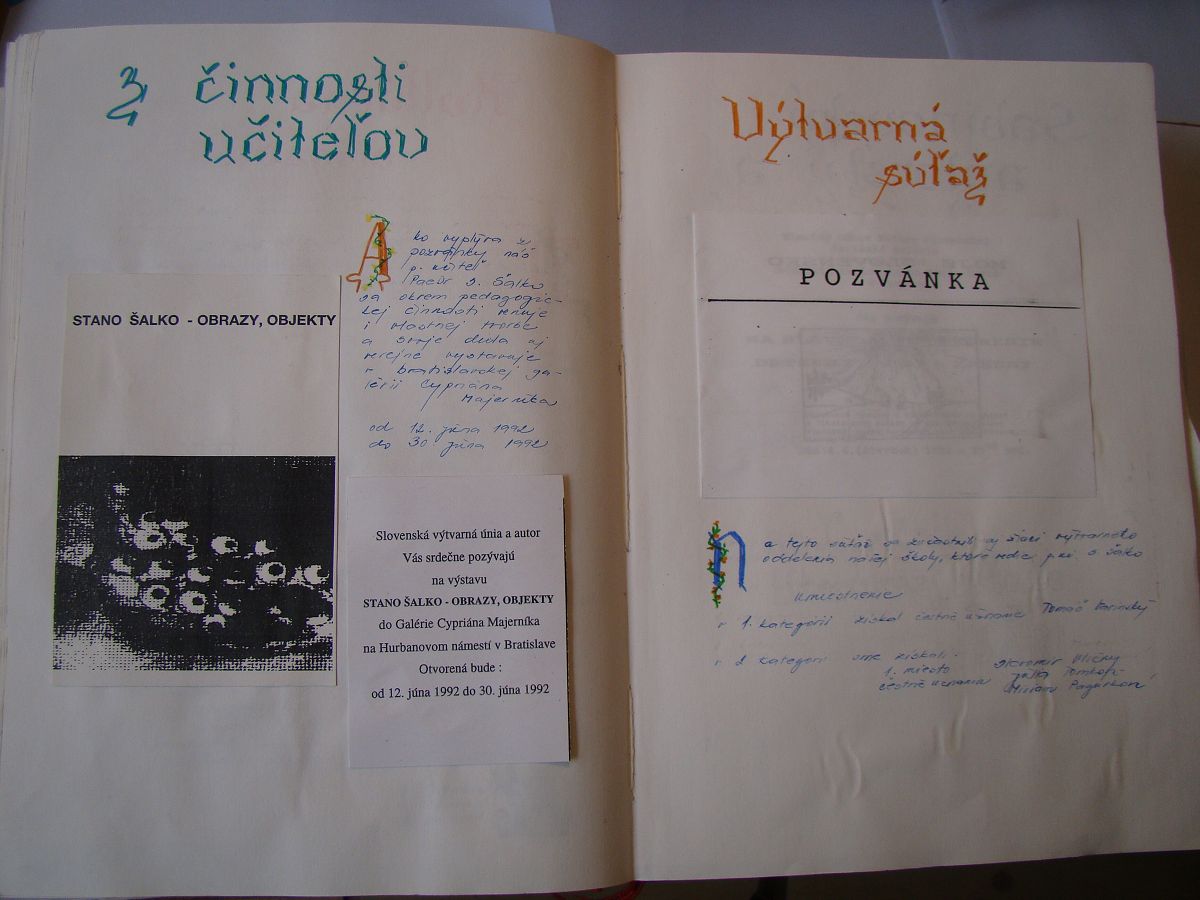 z činnosti
učiteľov
STANO ŠALKO - OBRAZY, OBJEKTY
Ako vyplýva z
pozvánky náš
p. učiteľ
Šalko
sa okrem pedagogic-
kej činnosti venuje
i vlastnej tvorbe
a svoje diela aj
verejne vystavuje
v bratislavskej ga-
lérii Cypriána
Majerníka
od 12. júna 1992
do 30. júna 1992
Slovenská výtvarná únia a autor
Vás srdečne pozývajú
na výstavu
STANO ŠALKO - OBRAZY, OBJEKTY
do Galérie Cypriána Majerníka
na Hurbanovom námestí v Bratislave
Otvorená bude :
od 12. júna 1992 do 30. júna 1992
Výtvarná
súťaž
POZVÁNKA
Na tejto súťaži sa zúčastnili aj žiaci výtvarného
oddelenia našej školy, ktoré vedie p. uč. S. Šalko
Umiestnenie
v 1. kategórii získal čestné uznanie Tomáš
v 2 kategórii sme získali:
1. miesto
čestné uznania